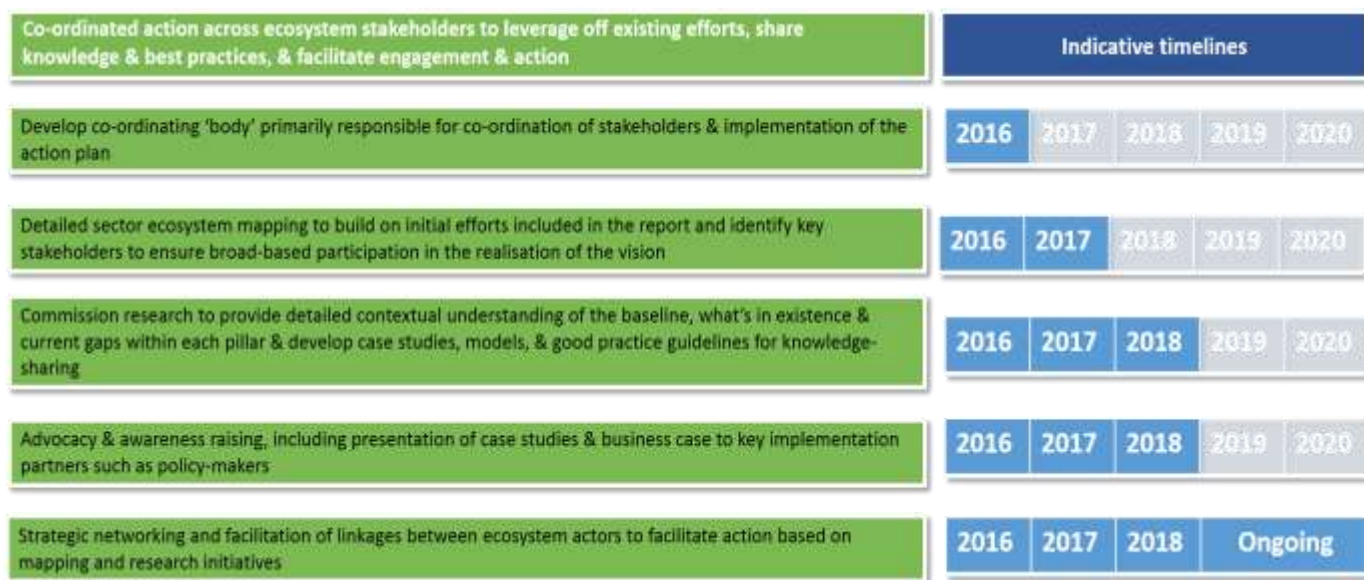 Co-ordinated action across ecosystem stakeholders to leverage off existing efforts, share
knowledge & best practices, & facilitate engagement & action
Indicative timelines
Develop co-ordinating ‘body’ primarily responsible for co-ordination of stakeholders & implementation of the
action plan
2016 2017 2018 2019 2020
Detailed sector ecosystem mapping to build on initial efforts included in the report and identify key
stakeholders to ensure broad-based participation in the realisation of the vision
2016 2017 2018 2019 2020
Commission research to provide detailed contextual understanding of the baseline, what's in existence &
current gaps within each pillar & develop case studies, models, & good practice guidelines for knowledge-
sharing
2016 2017 2018 2019 2020
Advocacy & awareness raising, including presentation of case studies & business case to key implementation
partners such as policy-makers
2016 2017 2018 2019 2020
Strategic networking and facilitation of linkages between ecosystem actors to facilitate action based on
mapping and research initiatives
2016 2017 2018 Ongoing